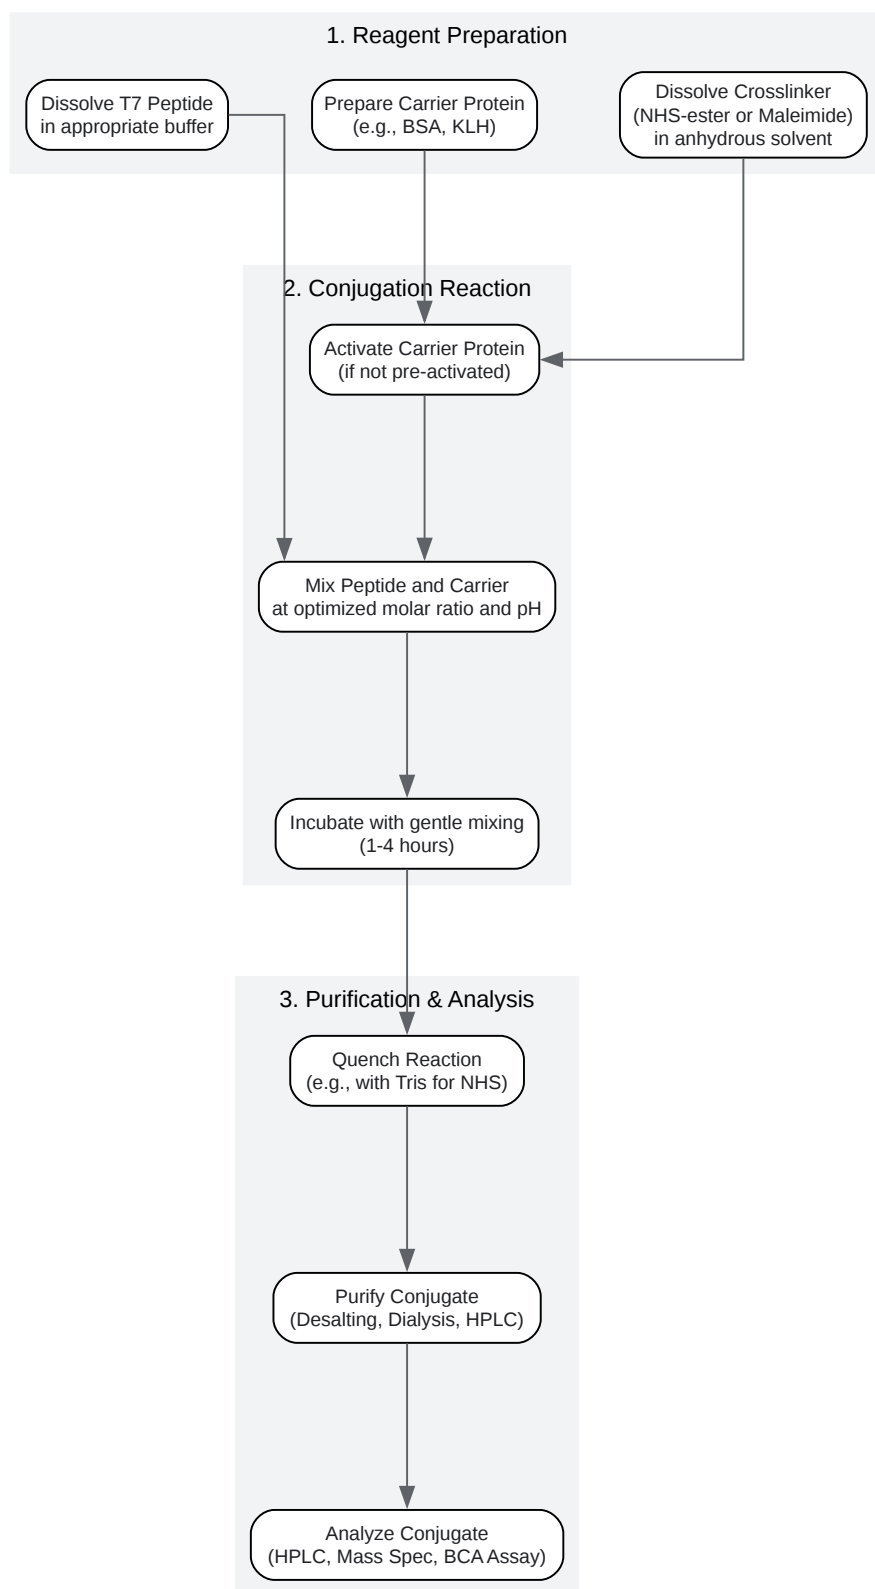 1. Reagent Preparation
Dissolve T7 Peptide
in appropriate buffer
Prepare Carrier Protein
(e.g., BSA, KLH)
Dissolve Crosslinker
(NHS-ester or Maleimide)
in anhydrous solvent
2. Conjugation Reaction
Activate Carrier Protein
(if not pre-activated)
Mix Peptide and Carrier
at optimized molar ratio and pH
Incubate with gentle mixing
(1-4 hours)
3. Purification & Analysis
Quench Reaction
(e.g., with Tris for NHS)
Purify Conjugate
(Desalting, Dialysis, HPLC)
Analyze Conjugate
(HPLC, Mass Spec, BCA Assay)